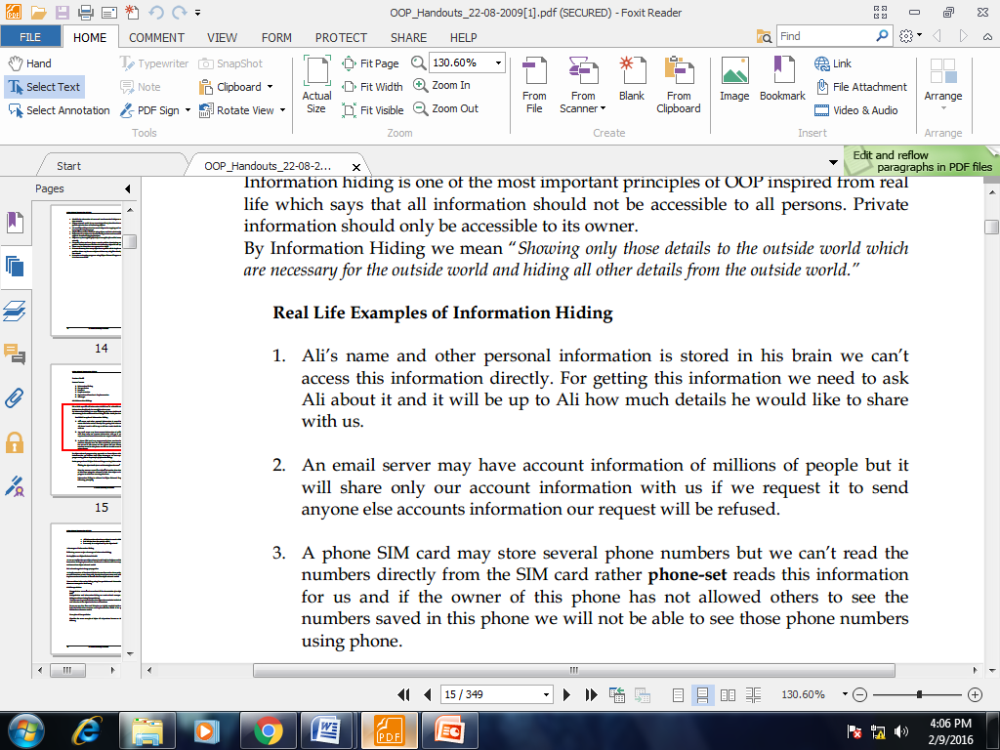 OOP_Handouts_22-08-2009[1].pdf (SECURED) - Foxit Reader
FILE HOME COMMENT VIEW FORM PROTECT SHARE HELP Find
Hand Typewriter SnapShot Fit Page 130.60% Link
Select Text Note Clipboard Fit Width Zoom In File Attachment
Select Annotation PDF Sign Rotate View Actual Size Fit Visible Zoom Out From File From Scanner Blank From Clipboard Image Bookmark Video & Audio Arrange
Tools Zoom Create Insert Arrange
Start OOP_Handouts_22-08-2... Edit and reflow
paragraphs in PDF files
Pages
14
15
Information hiding is one of the most important principles of OOP inspired from real
life which says that all information should not be accessible to all persons. Private
information should only be accessible to its owner.
By Information Hiding we mean “Showing only those details to the outside world which
are necessary for the outside world and hiding all other details from the outside world.”
Real Life Examples of Information Hiding
1. Ali’s name and other personal information is stored in his brain we can’t
access this information directly. For getting this information we need to ask
Ali about it and it will be up to Ali how much details he would like to share
with us.
2. An email server may have account information of millions of people but it
will share only our account information with us if we request it to send
anyone else accounts information our request will be refused.
3. A phone SIM card may store several phone numbers but we can’t read the
numbers directly from the SIM card rather phone-set reads this information
for us and if the owner of this phone has not allowed others to see the
numbers saved in this phone we will not be able to see those phone numbers
using phone.
15 / 349 130.60%
PDF
4:06 PM
2/9/2016